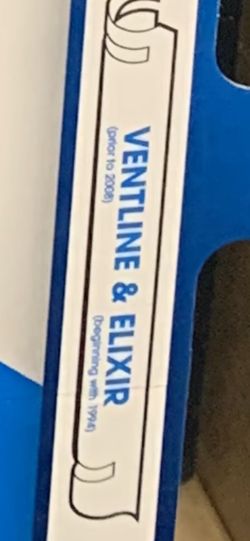 VENTLINE & ELIXIR
(prior to 2008) (beginning with 1994)